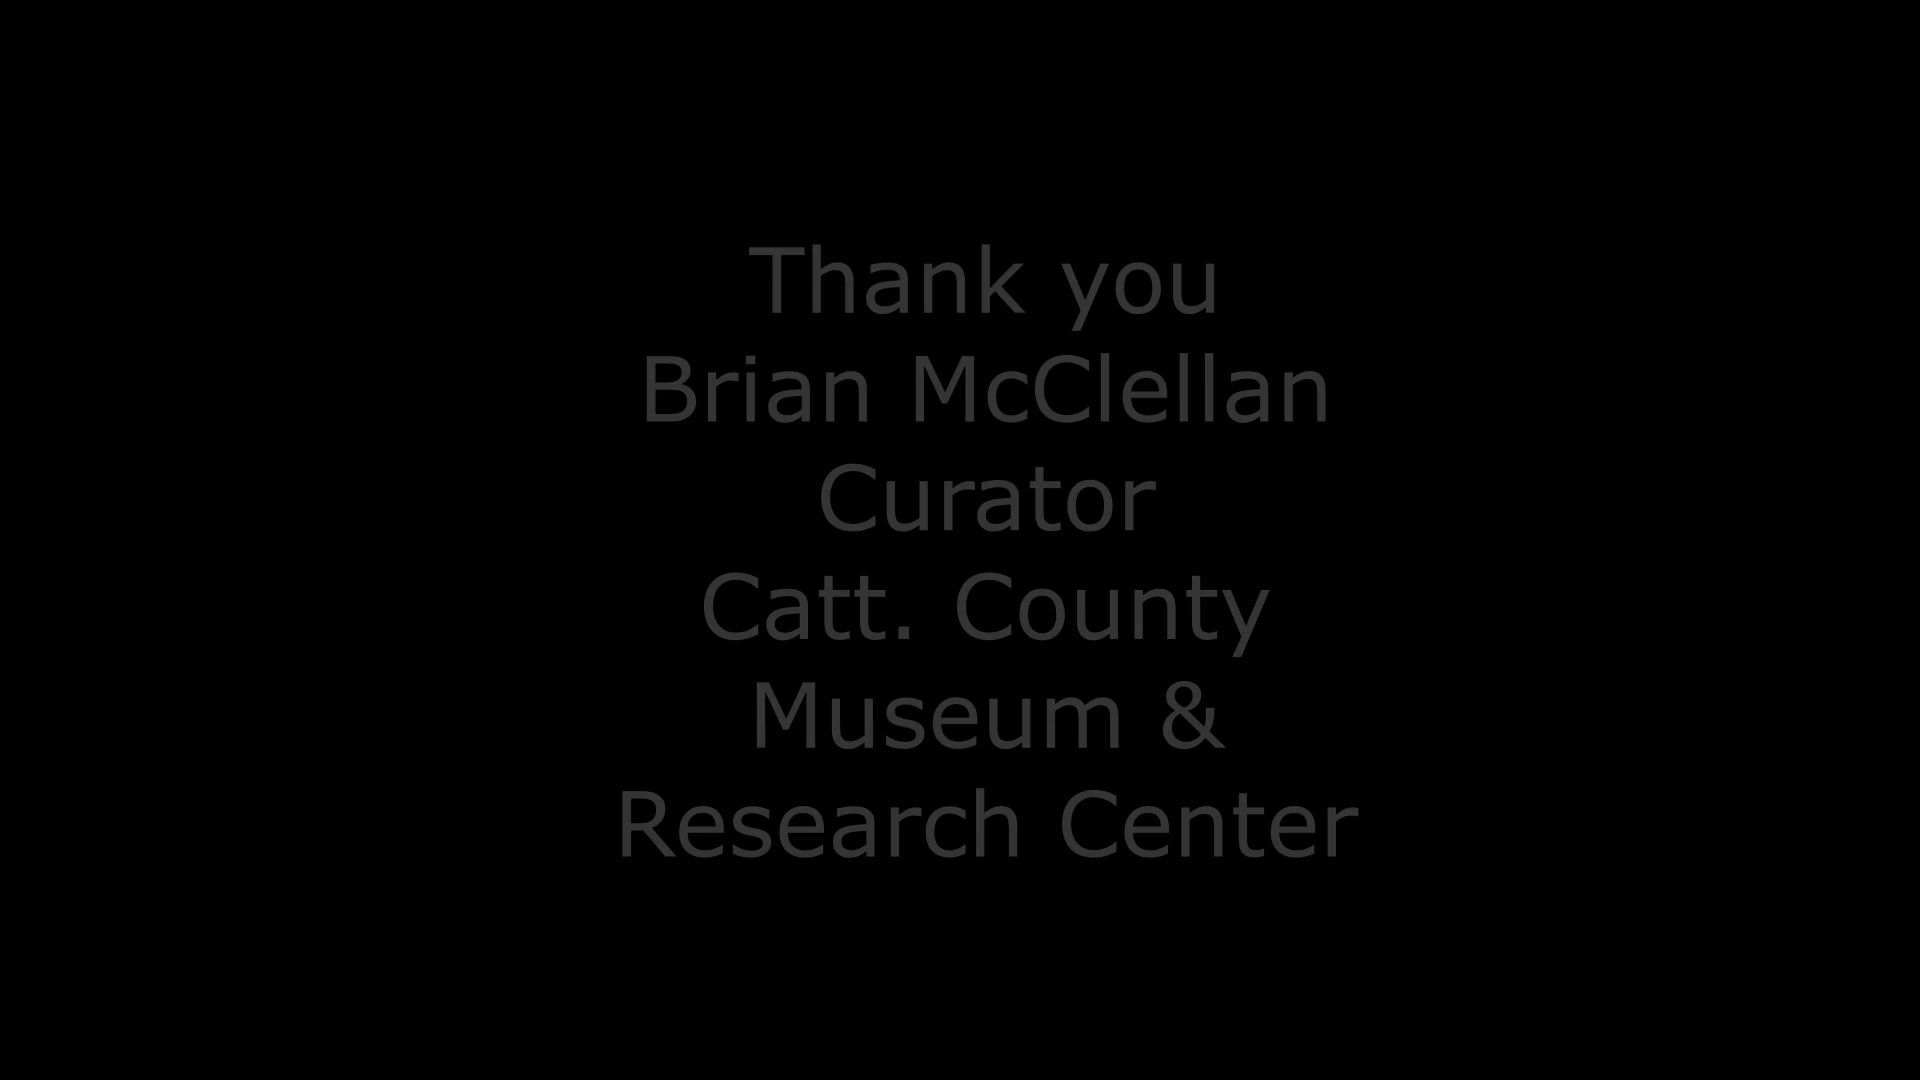 Thank you
Brian McClellan
Curator
Catt. County
Museum &
Research Center